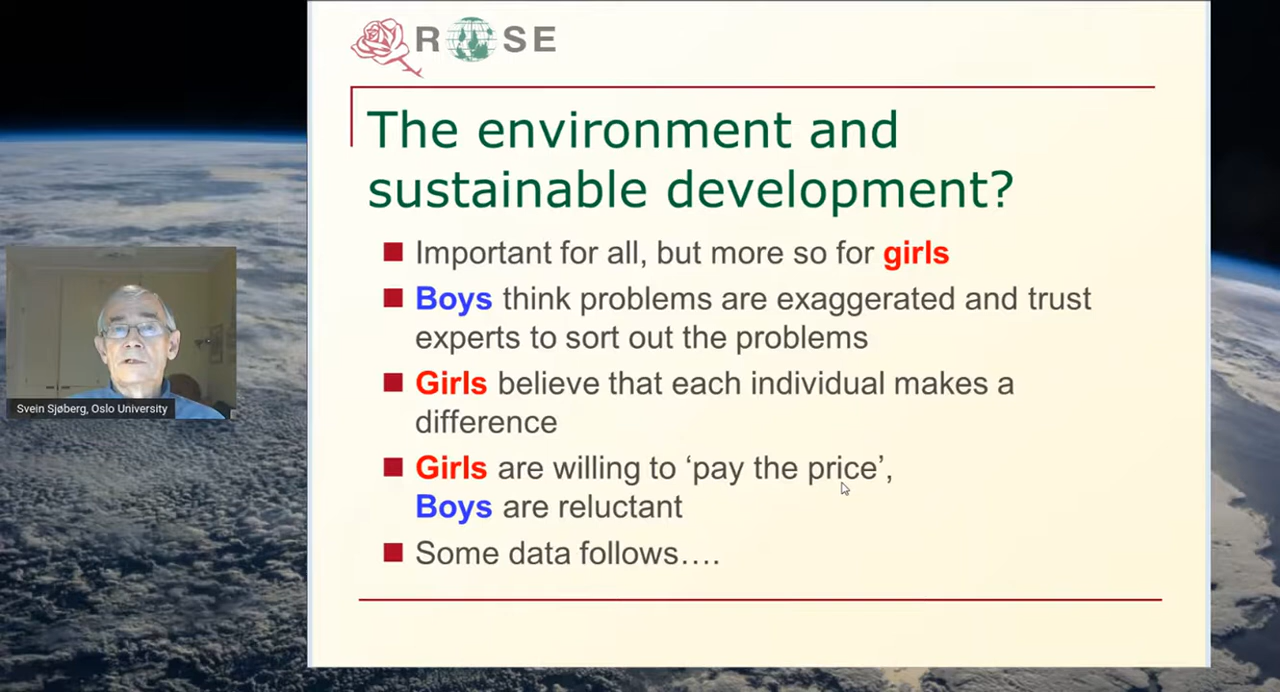 R SE
The environment and
sustainable development?
Important for all, but more so for girls
Boys think problems are exaggerated and trust
experts to sort out the problems
Girls believe that each individual makes a
difference
Girls are willing to ‘pay the price’,
Boys are reluctant
Some data follows….
Svein Sjøberg, Oslo University